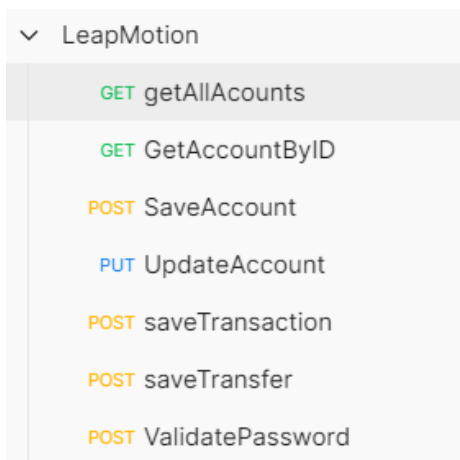 LeapMotion
GET getAllAcounts
GET GetAccountByID
POST SaveAccount
PUT UpdateAccount
POST saveTransaction
POST saveTransfer
POST ValidatePassword